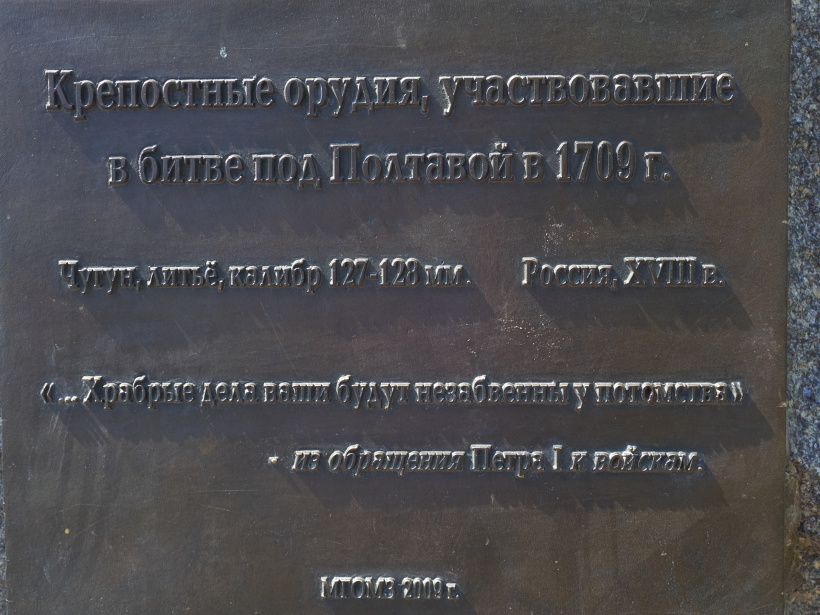 Крепостные орудия, участвовавшие
в битве под Полтавой в 1709 г.
Чугун, литьё, калибр 127-128 мм. Россия, XVIII в.
«...Храбрые дела ваши будут незабвенны у потомства»
- из обращения Петра I к войскам.
МГОМЗ 2009 г.